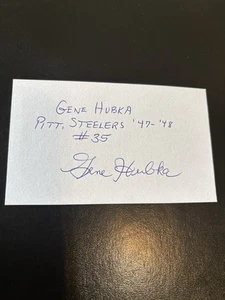 GENE HUBKA
PITT. STEELERS '47-'48
#35
Gene Hubka